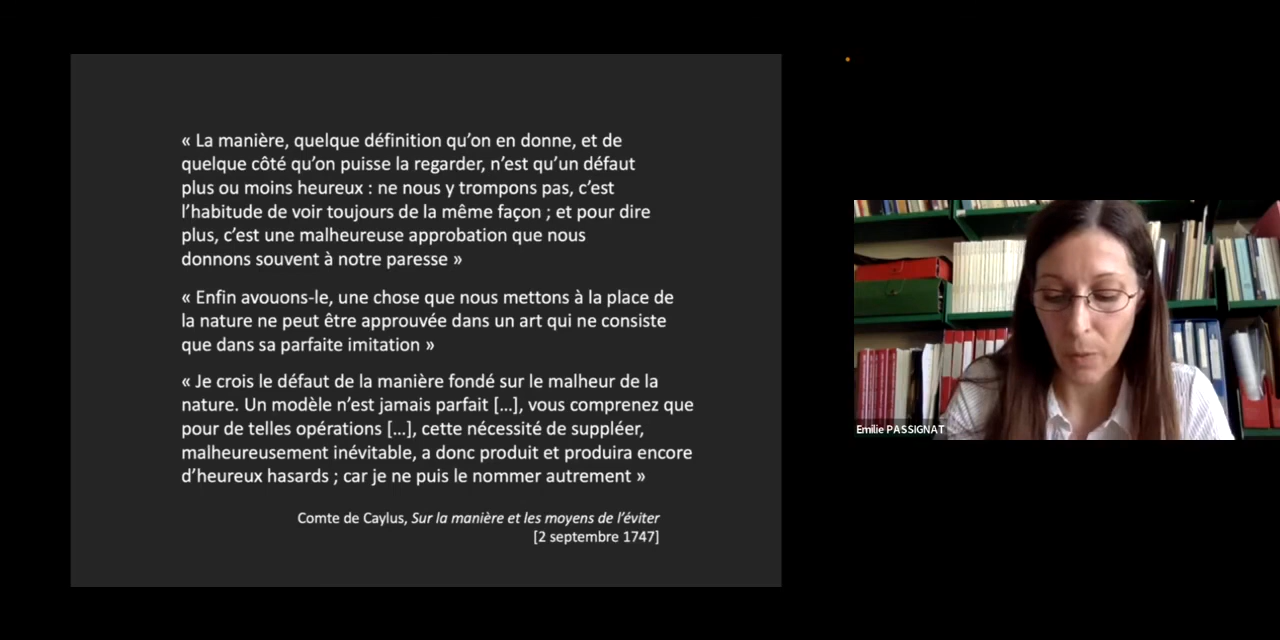 « La manière, quelque définition qu’on en donne, et de
quelque côté qu’on puisse la regarder, n’est qu’un défaut
plus ou moins heureux : ne nous y trompons pas, c’est
l’habitude de voir toujours de la même façon ; et pour dire
plus, c’est une malheureuse approbation que nous
donnons souvent à notre paresse »
« Enfin avouons-le, une chose que nous mettons à la place de
la nature ne peut être approuvée dans un art qui ne consiste
que dans sa parfaite imitation »
« Je crois le défaut de la manière fondé sur le malheur de la
nature. Un modèle n’est jamais parfait […], vous comprenez que
pour de telles opérations […], cette nécessité de suppléer,
malheureusement inévitable, a donc produit et produira encore
d’heureux hasards ; car je ne puis le nommer autrement »
Comte de Caylus, Sur la manière et les moyens de l’éviter
[2 septembre 1747]
Emilie PASSIGNAT